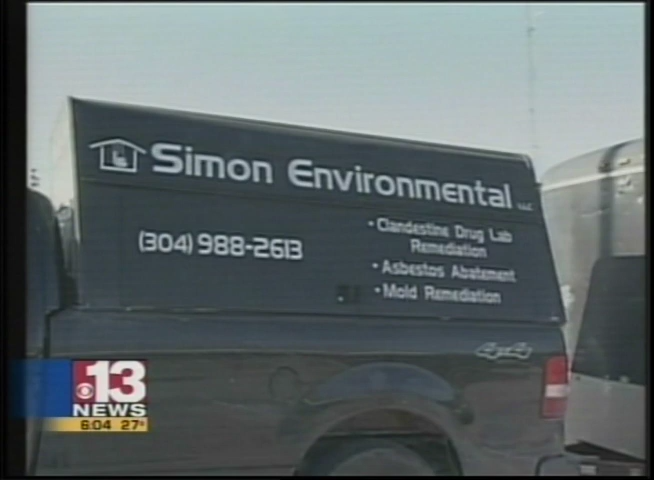 Simon Environmental LLC
(304) 988-2613
• Clandestine Drug Lab
Remediation
• Asbestos Abatement
• Mold Remediation
4x4
13
NEWS
6:04 27°